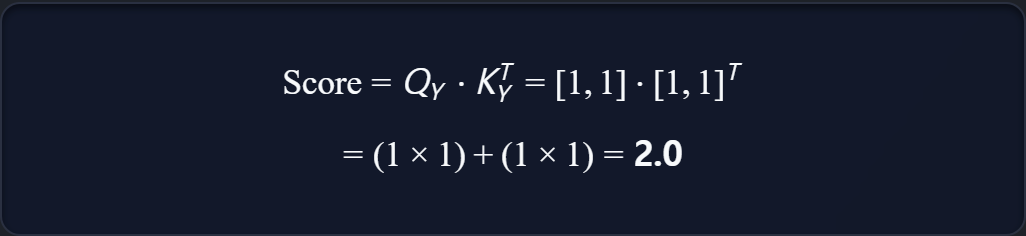 Score = Q_Y · K_Y^T = [1, 1] · [1, 1]^T
= (1 × 1) + (1 × 1) = 2.0